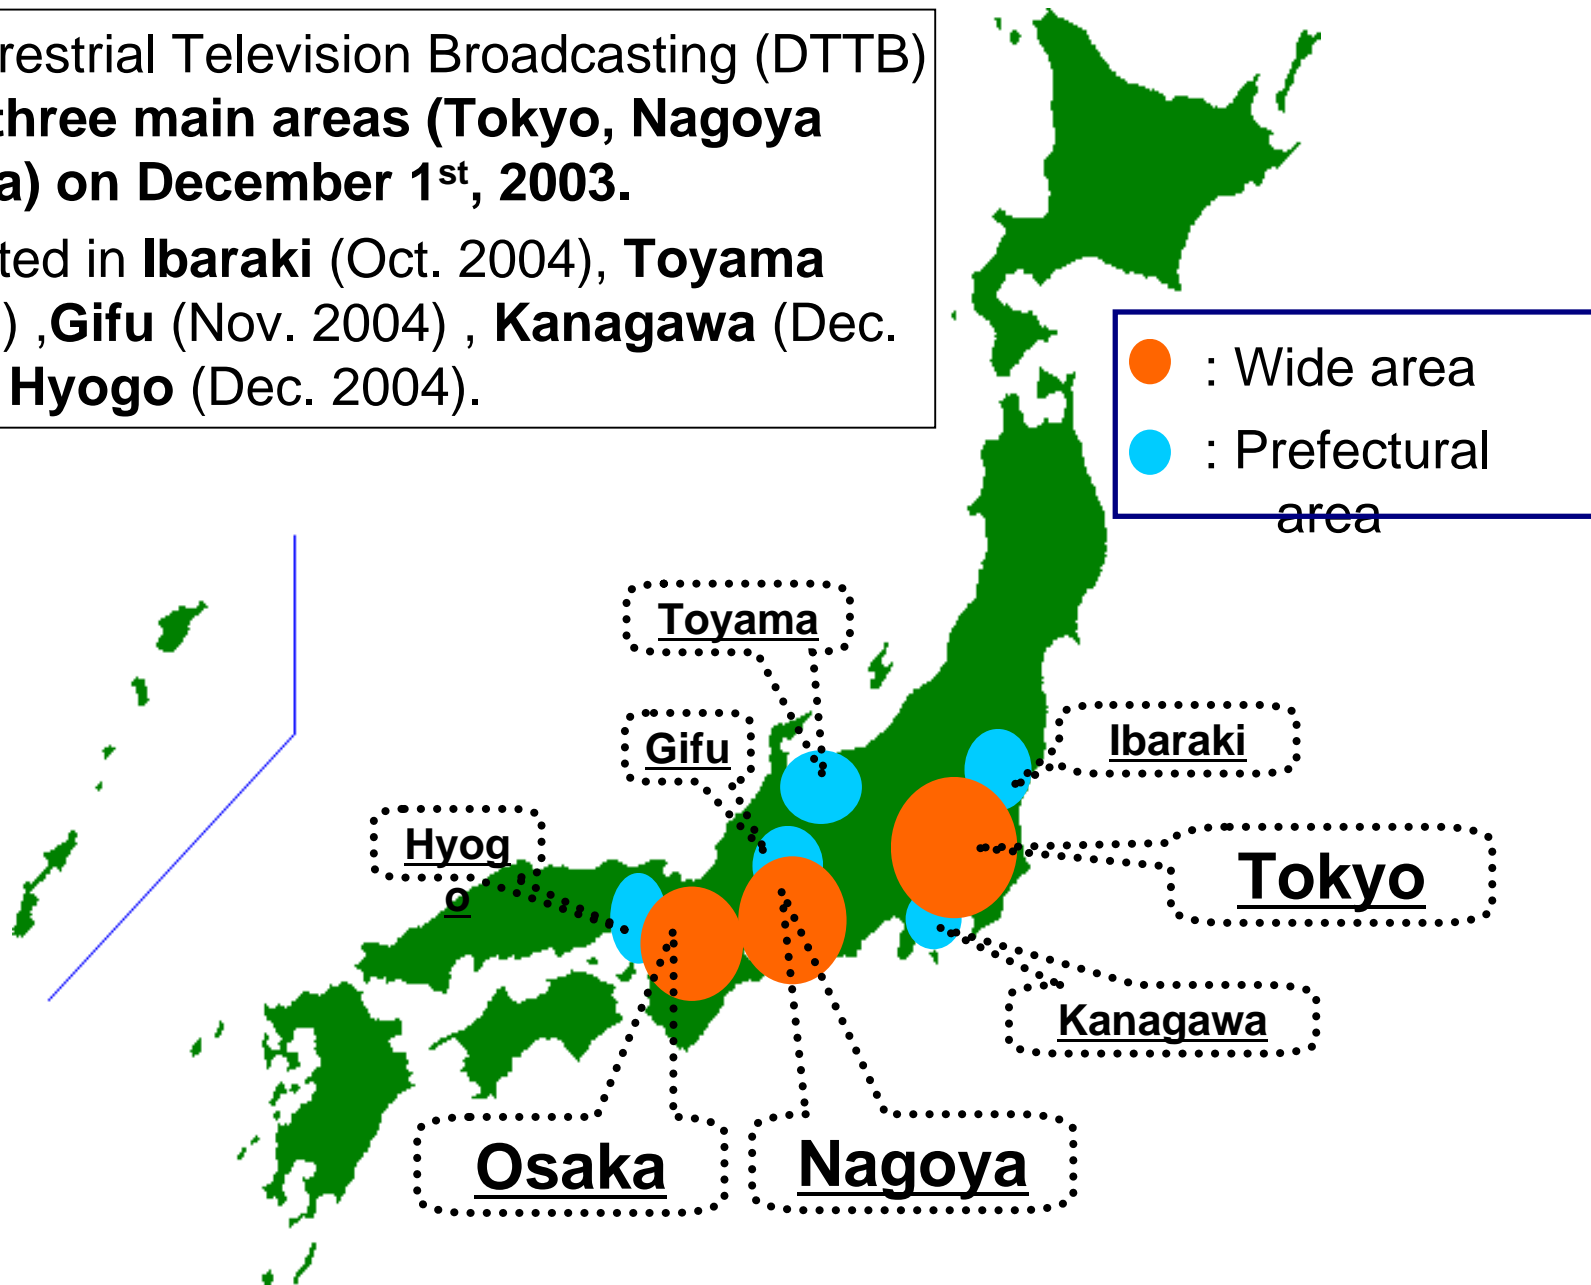 restrial Television Broadcasting (DTTB)
three main areas (Tokyo, Nagoya
a) on December 1st, 2003.
ted in Ibaraki (Oct. 2004), Toyama
) ,Gifu (Nov. 2004) , Kanagawa (Dec.
Hyogo (Dec. 2004).
: Wide area
: Prefectural
area
Toyama
Gifu
Ibaraki
Hyog
o
Tokyo
Kanagawa
Osaka
Nagoya